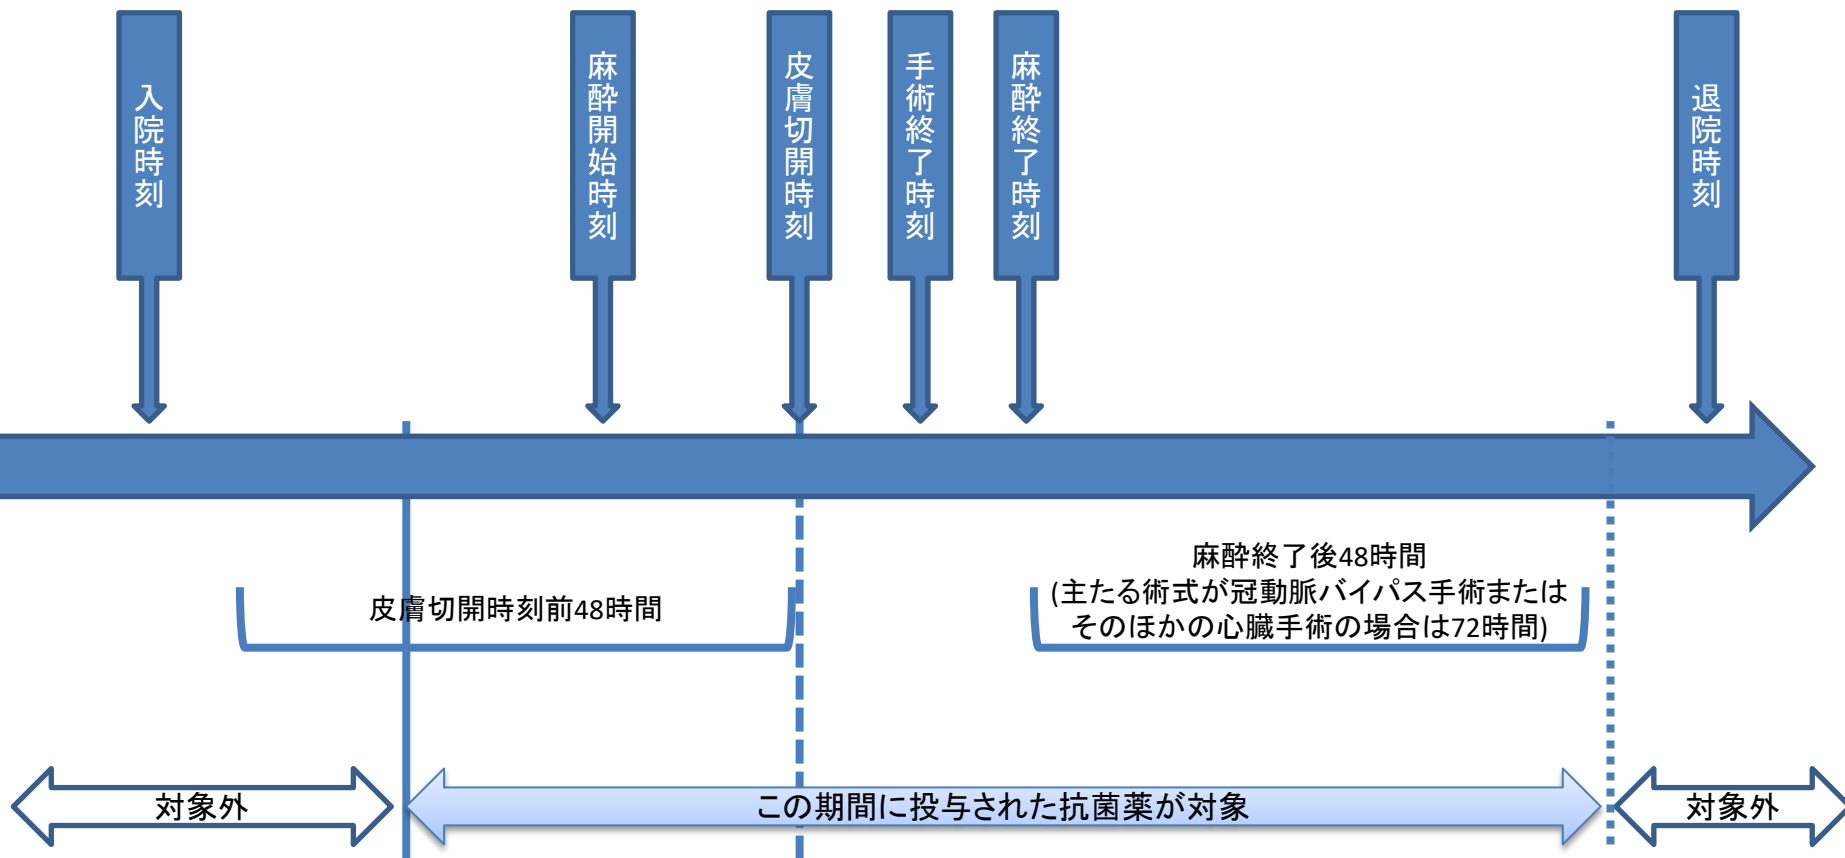 入院時刻
麻酔開始時刻
皮膚切開時刻
手術終了時刻
麻酔終了時刻
退院時刻
皮膚切開時刻前48時間
麻酔終了後48時間
(主たる術式が冠動脈バイパス手術または
そのほかの心臓手術の場合は72時間)
対象外
この期間に投与された抗菌薬が対象
対象外